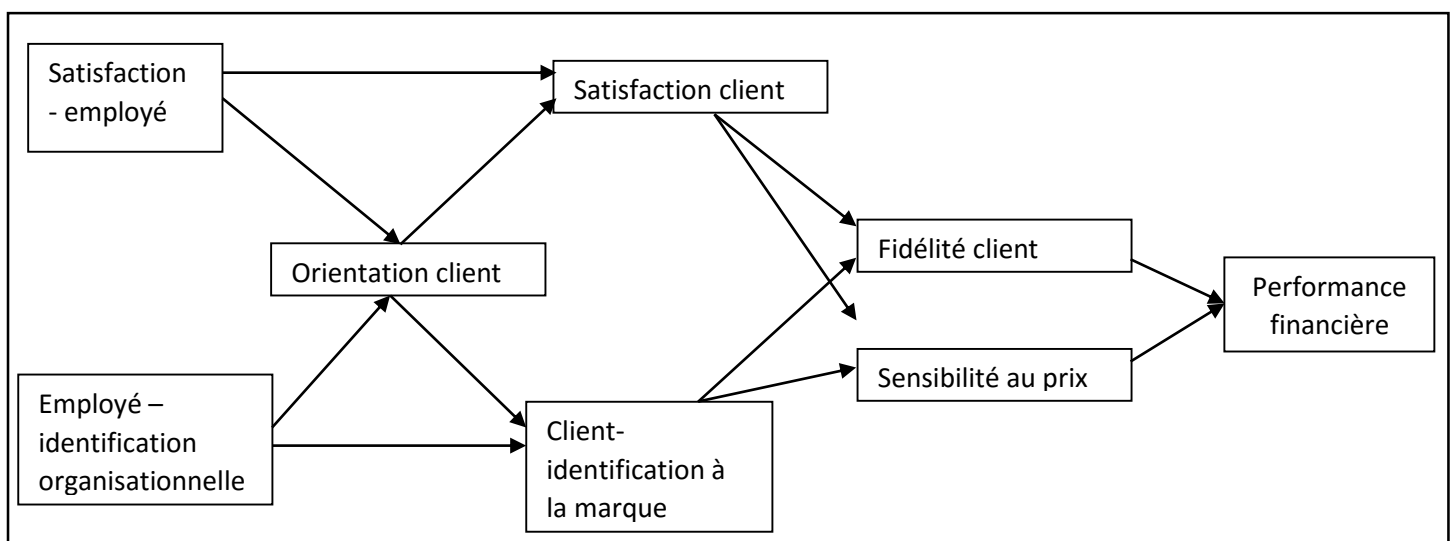 Satisfaction
- employé
Satisfaction client
Orientation client
Fidélité client
Performance
financière
Sensibilité au prix
Employé –
identification
organisationnelle
Client-
identification à
la marque